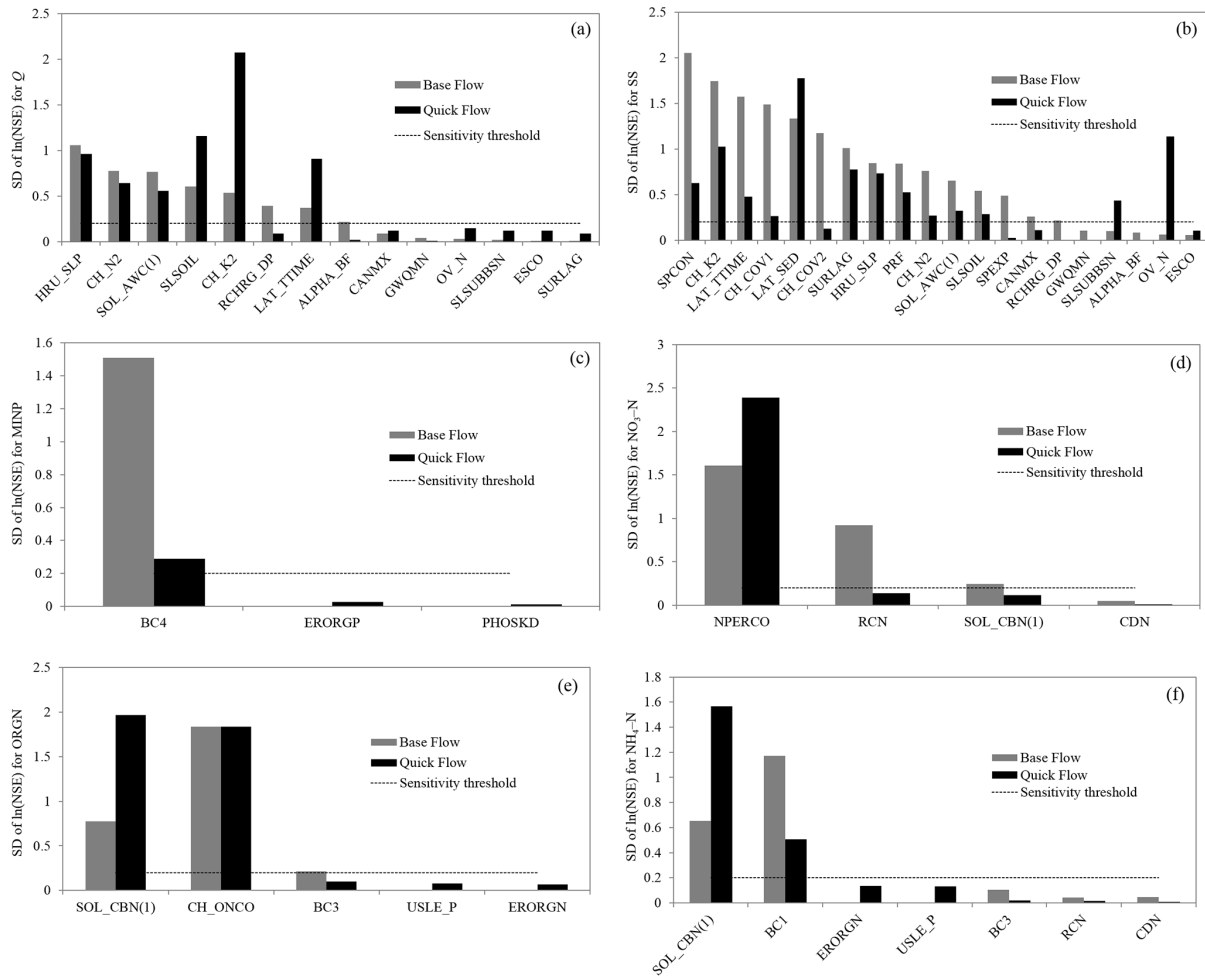 (a)
SD of ln(NSE) for Q
2.5
2
1.5
1
0.5
0
Base Flow
Quick Flow
Sensitivity threshold
HRU_SLP
CH_N2
SOL_AWC(1)
SLSOIL
CH_K2
RCHRG_DP
LAT_TTIME
ALPHA_BF
CANMX
GWQMN
OV_N
SLSUBBSN
ESCO
SURLAG
(b)
SD of ln(NSE) for SS
2.5
2
1.5
1
0.5
0
Base Flow
Quick Flow
Sensitivity threshold
SPCON
CH_K2
LAT_TTIME
CH_COV1
LAT_SED
CH_COV2
SURLAG
HRU_SLP
PRF
CH_N2
SOL_AWC(1)
SLSOIL
SPEXP
CANMX
RCHRG_DP
GWQMN
SLSUBBSN
ALPHA_BF
OV_N
ESCO
(c)
SD of ln(NSE) for MINP
1.6
1.4
1.2
1
0.8
0.6
0.4
0.2
0
Base Flow
Quick Flow
Sensitivity threshold
BC4
ERORGP
PHOSKD
(d)
SD of ln(NSE) for NO₃−N
3
2.5
2
1.5
1
0.5
0
Base Flow
Quick Flow
Sensitivity threshold
NPERCO
RCN
SOL_CBN(1)
CDN
(e)
SD of ln(NSE) for ORGN
2.5
2
1.5
1
0.5
0
Base Flow
Quick Flow
Sensitivity threshold
SOL_CBN(1)
CH_ONCO
BC3
USLE_P
ERORGN
(f)
SD of ln(NSE) for NH₄−N
1.8
1.6
1.4
1.2
1
0.8
0.6
0.4
0.2
0
Base Flow
Quick Flow
Sensitivity threshold
SOL_CBN(1)
BC1
ERORGN
USLE_P
BC3
RCN
CDN